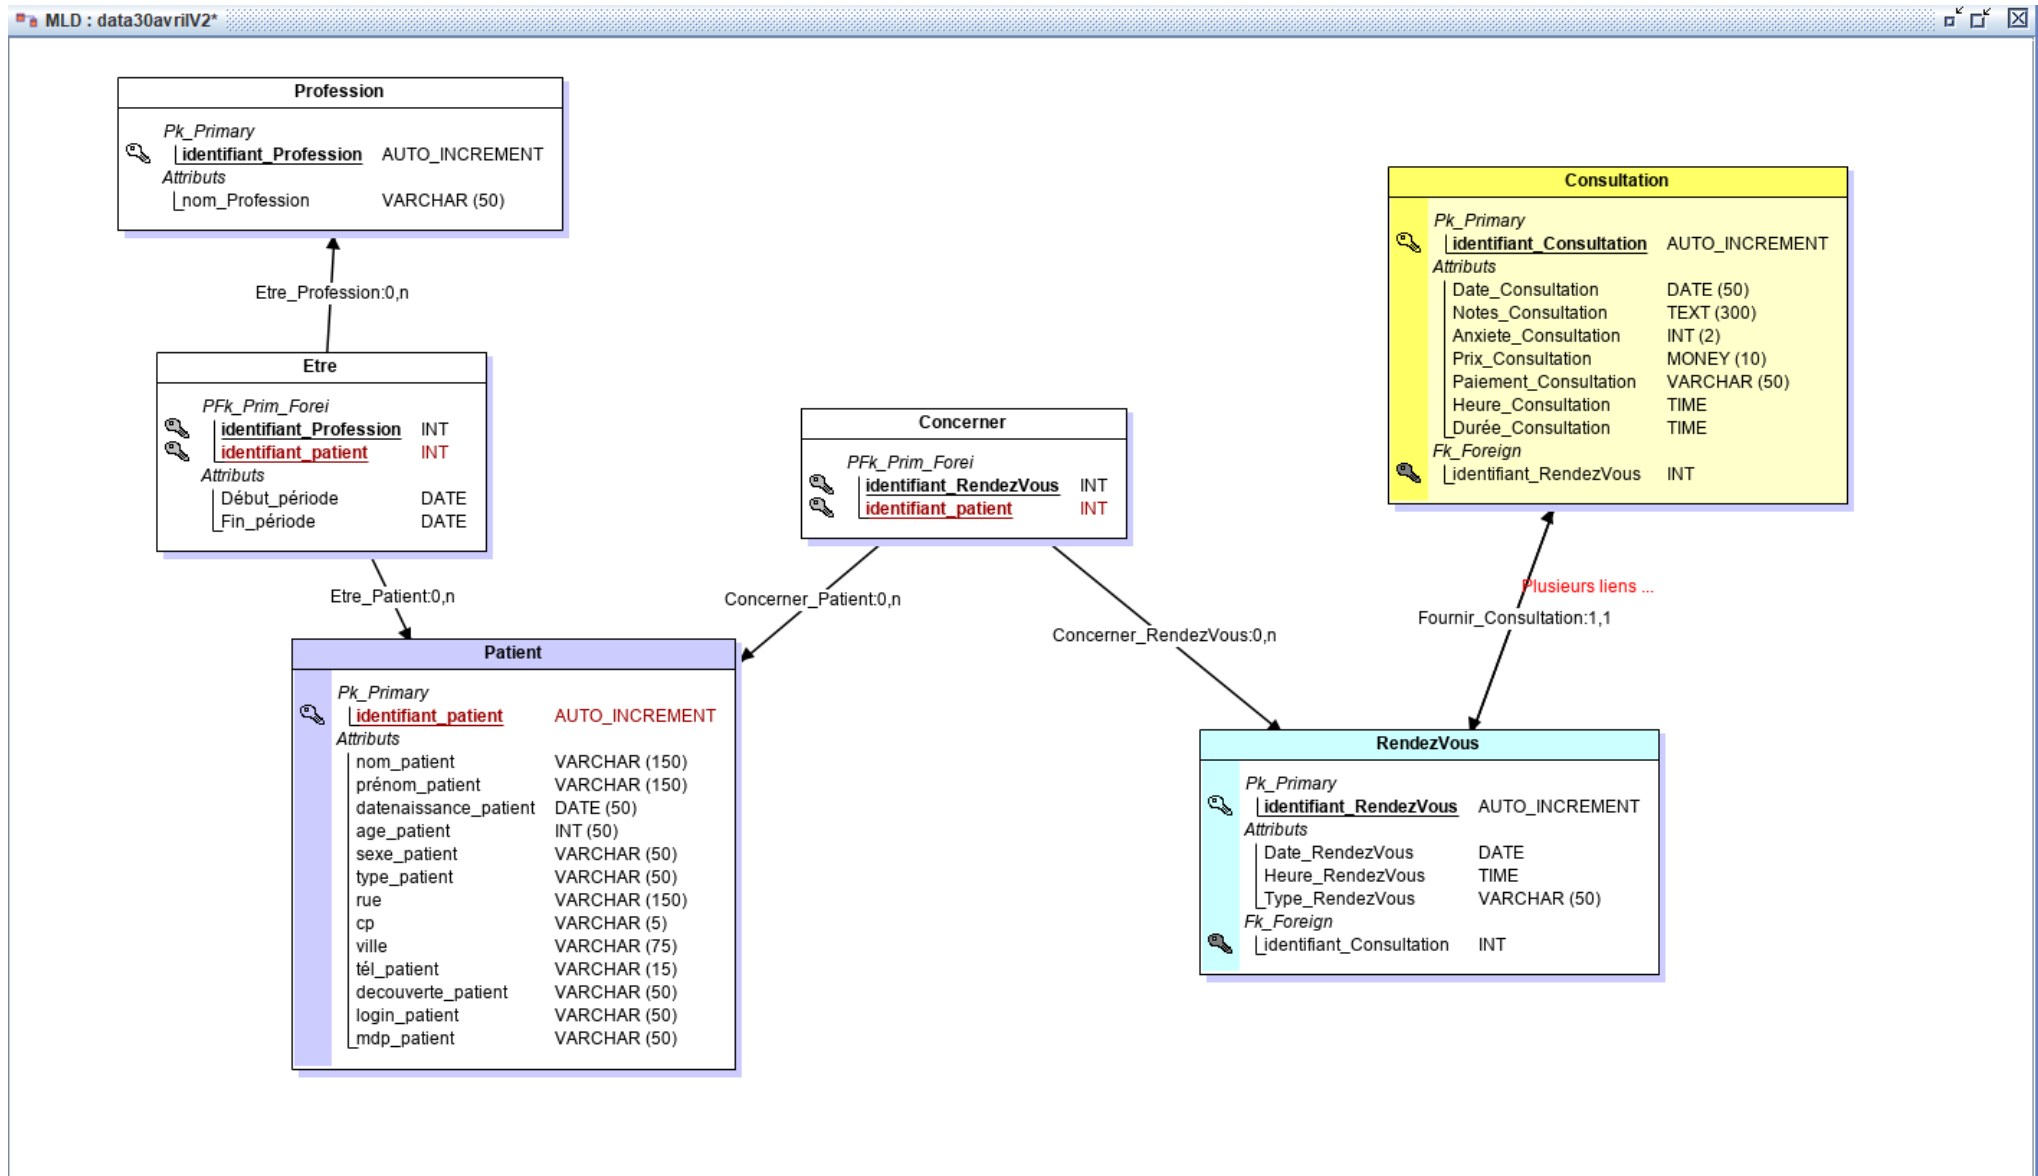 MLD : data30avrilV2*
Profession
Pk_Primary
identifiant_Profession AUTO_INCREMENT
Attributs
nom_Profession VARCHAR (50)
Etre_Profession:0,n
Etre
PFk_Prim_Forei
identifiant_Profession INT
identifiant_patient INT
Attributs
Début_période DATE
Fin_période DATE
Etre_Patient:0,n
Concerner
PFk_Prim_Forei
identifiant_RendezVous INT
identifiant_patient INT
Concerner_Patient:0,n
Concerner_RendezVous:0,n
Consultation
Pk_Primary
identifiant_Consultation AUTO_INCREMENT
Attributs
Date_Consultation DATE (50)
Notes_Consultation TEXT (300)
Anxiete_Consultation INT (2)
Prix_Consultation MONEY (10)
Paiement_Consultation VARCHAR (50)
Heure_Consultation TIME
Durée_Consultation TIME
Fk_Foreign
identifiant_RendezVous INT
Plusieurs liens ...
Fournir_Consultation:1,1
Patient
Pk_Primary
identifiant_patient AUTO_INCREMENT
Attributs
nom_patient VARCHAR (150)
prénom_patient VARCHAR (150)
datenaissance_patient DATE (50)
age_patient INT (50)
sexe_patient VARCHAR (50)
type_patient VARCHAR (50)
rue VARCHAR (150)
cp VARCHAR (5)
ville VARCHAR (75)
tél_patient VARCHAR (15)
decouverte_patient VARCHAR (50)
login_patient VARCHAR (50)
mdp_patient VARCHAR (50)
RendezVous
Pk_Primary
identifiant_RendezVous AUTO_INCREMENT
Attributs
Date_RendezVous DATE
Heure_RendezVous TIME
Type_RendezVous VARCHAR (50)
Fk_Foreign
identifiant_Consultation INT